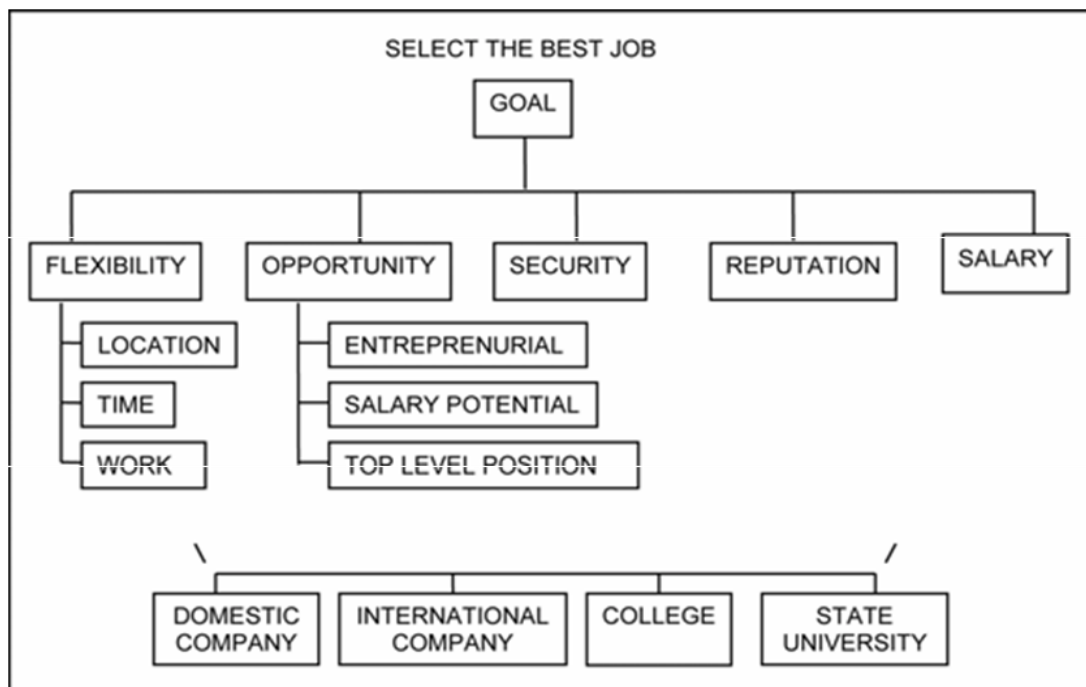 SELECT THE BEST JOB
GOAL
FLEXIBILITY
OPPORTUNITY
SECURITY
REPUTATION
SALARY
LOCATION
TIME
WORK
ENTREPRENURIAL
SALARY POTENTIAL
TOP LEVEL POSITION
DOMESTIC
COMPANY
INTERNATIONAL
COMPANY
COLLEGE
STATE
UNIVERSITY